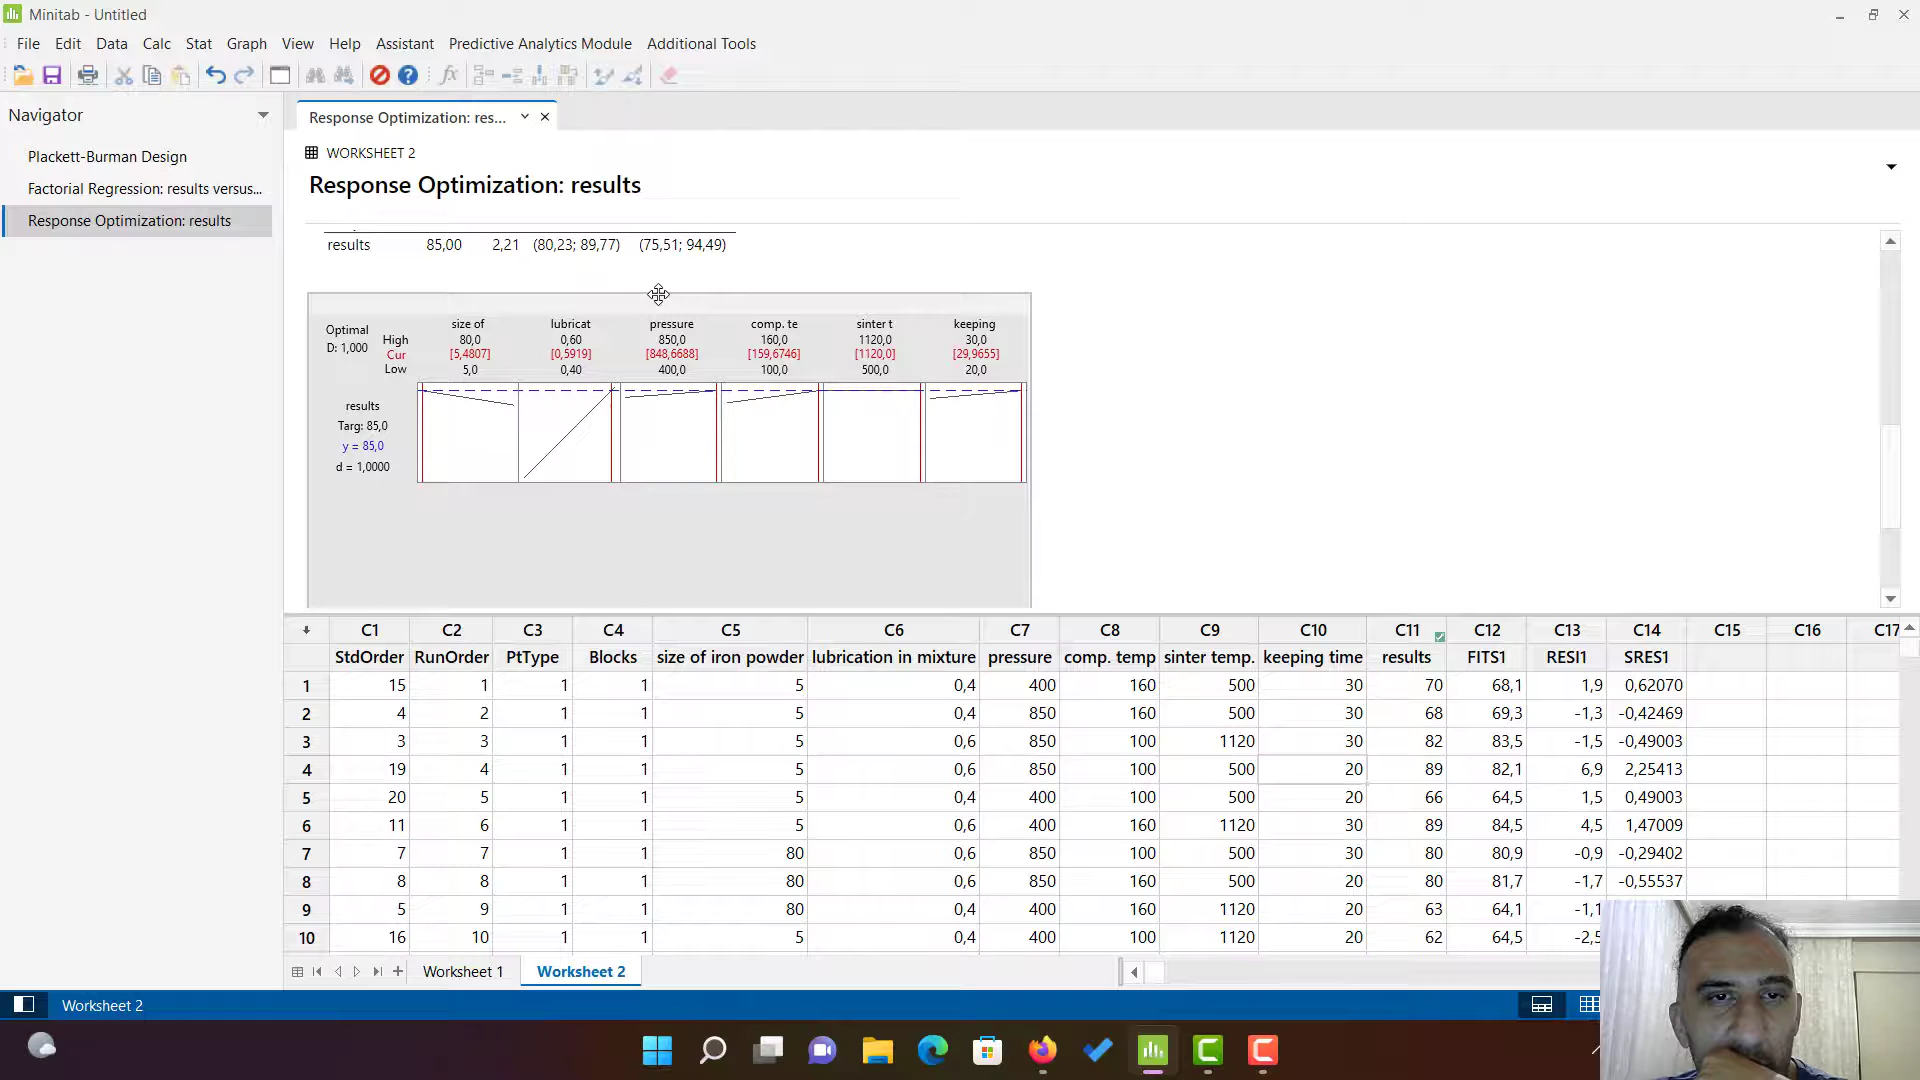 Minitab - Untitled
File Edit Data Calc Stat Graph View Help Assistant Predictive Analytics Module Additional Tools
Navigator
Plackett-Burman Design
Factorial Regression: results versus...
Response Optimization: results
Response Optimization: res...
WORKSHEET 2
Response Optimization: results
results 85,00 2,21 (80,23; 89,77) (75,51; 94,49)
Optimal
D: 1,000
High
Cur
Low
size of lubricat pressure comp. te sinter t keeping
80,0 0,60 850,0 160,0 1120,0 30,0
[5,4807] [0,5919] [848,6688] [159,6746] [1120,0] [29,9655]
5,0 0,40 400,0 100,0 500,0 20,0
results
Targ: 85,0
y = 85,0
d = 1,0000
C1 C2 C3 C4 C5 C6 C7 C8 C9 C10 C11 C12 C13 C14 C15 C16 C17
StdOrder RunOrder PtType Blocks size of iron powder lubrication in mixture pressure comp. temp sinter temp. keeping time results FITS1 RESI1 SRES1
1 15 1 1 1 5 0,4 400 160 500 30 70 68,1 1,9 0,62070
2 4 2 1 1 5 0,4 850 160 500 30 68 69,3 -1,3 -0,42469
3 3 3 1 1 5 0,6 850 100 1120 30 82 83,5 -1,5 -0,49003
4 19 4 1 1 5 0,6 850 100 500 20 89 82,1 6,9 2,25413
5 20 5 1 1 5 0,4 400 100 500 20 66 64,5 1,5 0,49003
6 11 6 1 1 5 0,6 400 160 1120 30 89 84,5 4,5 1,47009
7 7 7 1 1 80 0,6 850 100 500 30 80 80,9 -0,9 -0,29402
8 8 8 1 1 80 0,6 850 160 500 20 80 81,7 -1,7 -0,55537
9 5 9 1 1 80 0,4 400 160 1120 20 63 64,1 -1,1
10 16 10 1 1 5 0,4 400 100 1120 20 62 64,5 -2,5
Worksheet 1 Worksheet 2
Worksheet 2